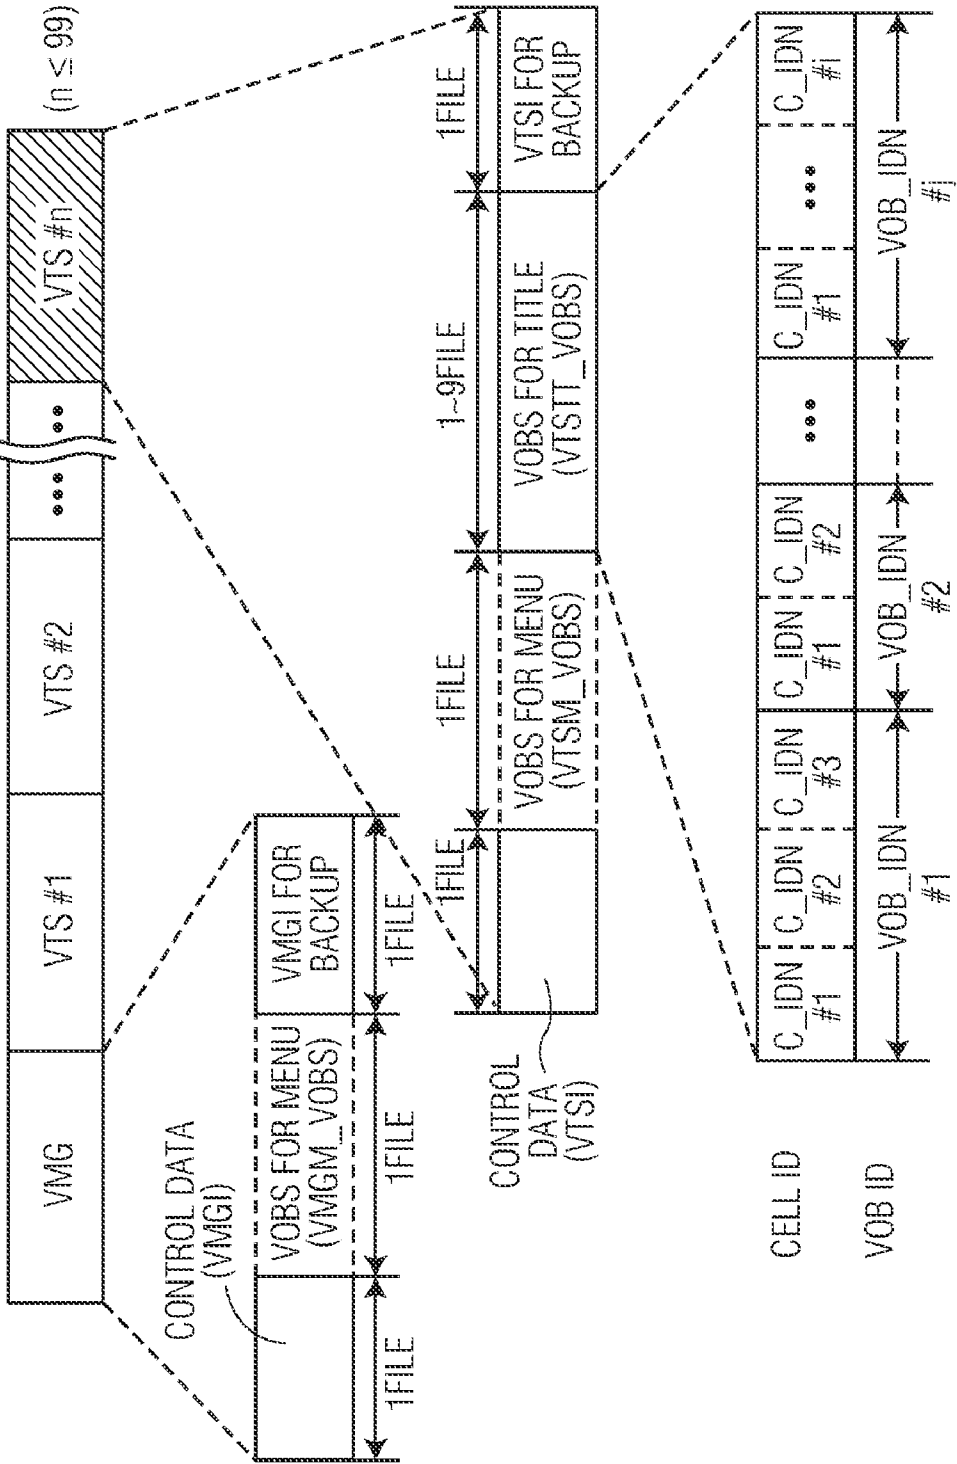 VMG
VTS #1
VTS #2
•••• ••
VTS #n
(n ≤ 99)
CONTROL DATA
(VMGI)
VOBS FOR MENU
(VMGM_VOBS)
VMGI FOR
BACKUP
1FILE
1FILE
1FILE
1FILE
1FILE
1~9FILE
1FILE
CONTROL
DATA
(VTSI)
VOBS FOR MENU
(VTSM_VOBS)
VOBS FOR TITLE
(VTSTT_VOBS)
VTSI FOR
BACKUP
CELL ID
C_IDN
#1
C_IDN
#2
C_IDN
#3
C_IDN
#1
C_IDN
#2
••••
C_IDN
#1
••••
C_IDN
#i
VOB ID
VOB_IDN
#1
VOB_IDN
#2
VOB_IDN
#j